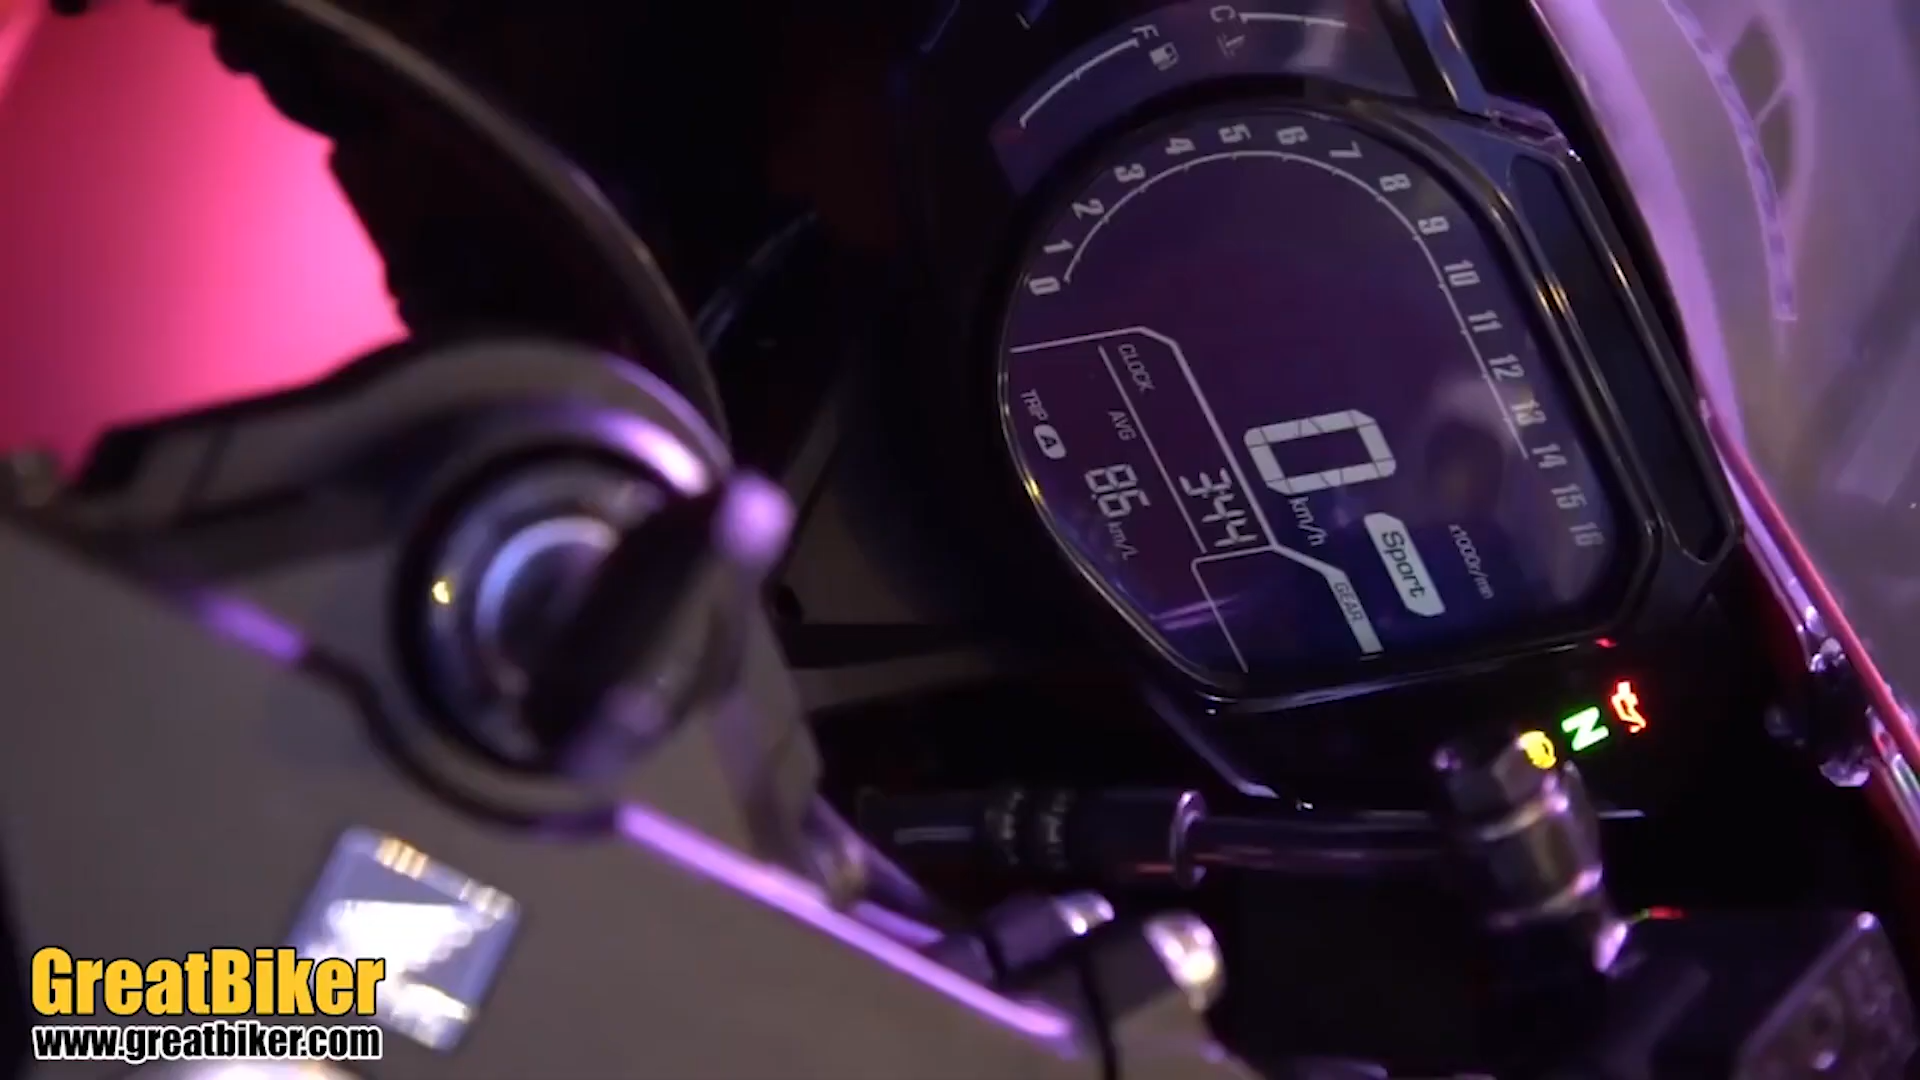 C
F
0 1 2 3 4 5 6 7 8 9 10 11 12 13 14 15 16
x1000r/min
0 km/h
Sport
GEAR
CLOCK
AVG
8.6 km/L
TRIP A
N
GreatBiker
www.greatbiker.com